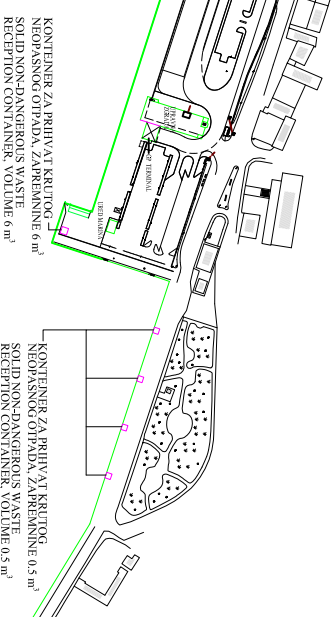 KONTEJNER ZA PRIHVAT KRUTOG
NEOPASNOG OTPADA, ZAPREMNINE 6 m³
SOLID NON-DANGEROUS WASTE
RECEPTION CONTAINER, VOLUME 6 m³
KONTEJNER ZA PRIHVAT KRUTOG
NEOPASNOG OTPADA, ZAPREMNINE 0.5 m³
SOLID NON-DANGEROUS WASTE
RECEPTION CONTAINER, VOLUME 0.5 m³
TERMINAL
URED MARINE